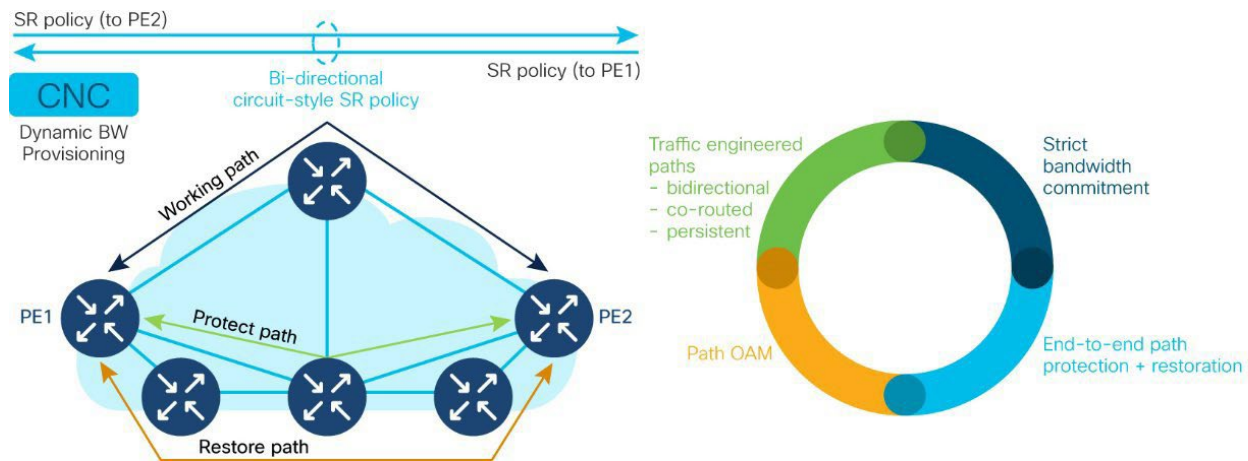 SR policy (to PE2)
SR policy (to PE1)
Bi-directional
circuit-style SR policy
CNC
Dynamic BW
Provisioning
Working path
PE1
PE2
Protect path
Restore path
Traffic engineered
paths
- bidirectional
- co-routed
- persistent
Strict
bandwidth
commitment
Path OAM
End-to-end path
protection + restoration